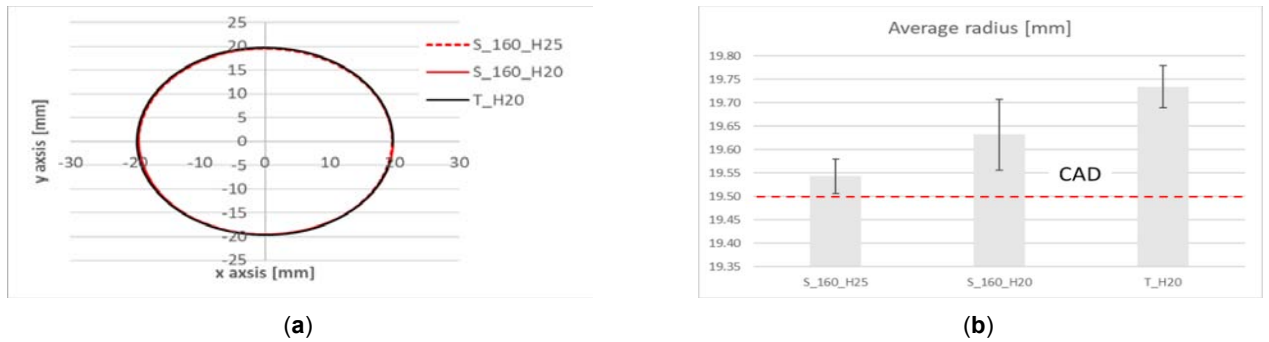 25
20
15
10
5
0
-5
-10
-15
-20
-25
-30
-20
-10
0
10
20
30
y axsis [mm]
x axsis [mm]
S_160_H25
S_160_H20
T_H20
(a)
Average radius [mm]
19.80
19.75
19.70
19.65
19.60
19.55
19.50
19.45
19.40
19.35
CAD
S_160_H25
S_160_H20
T_H20
(b)